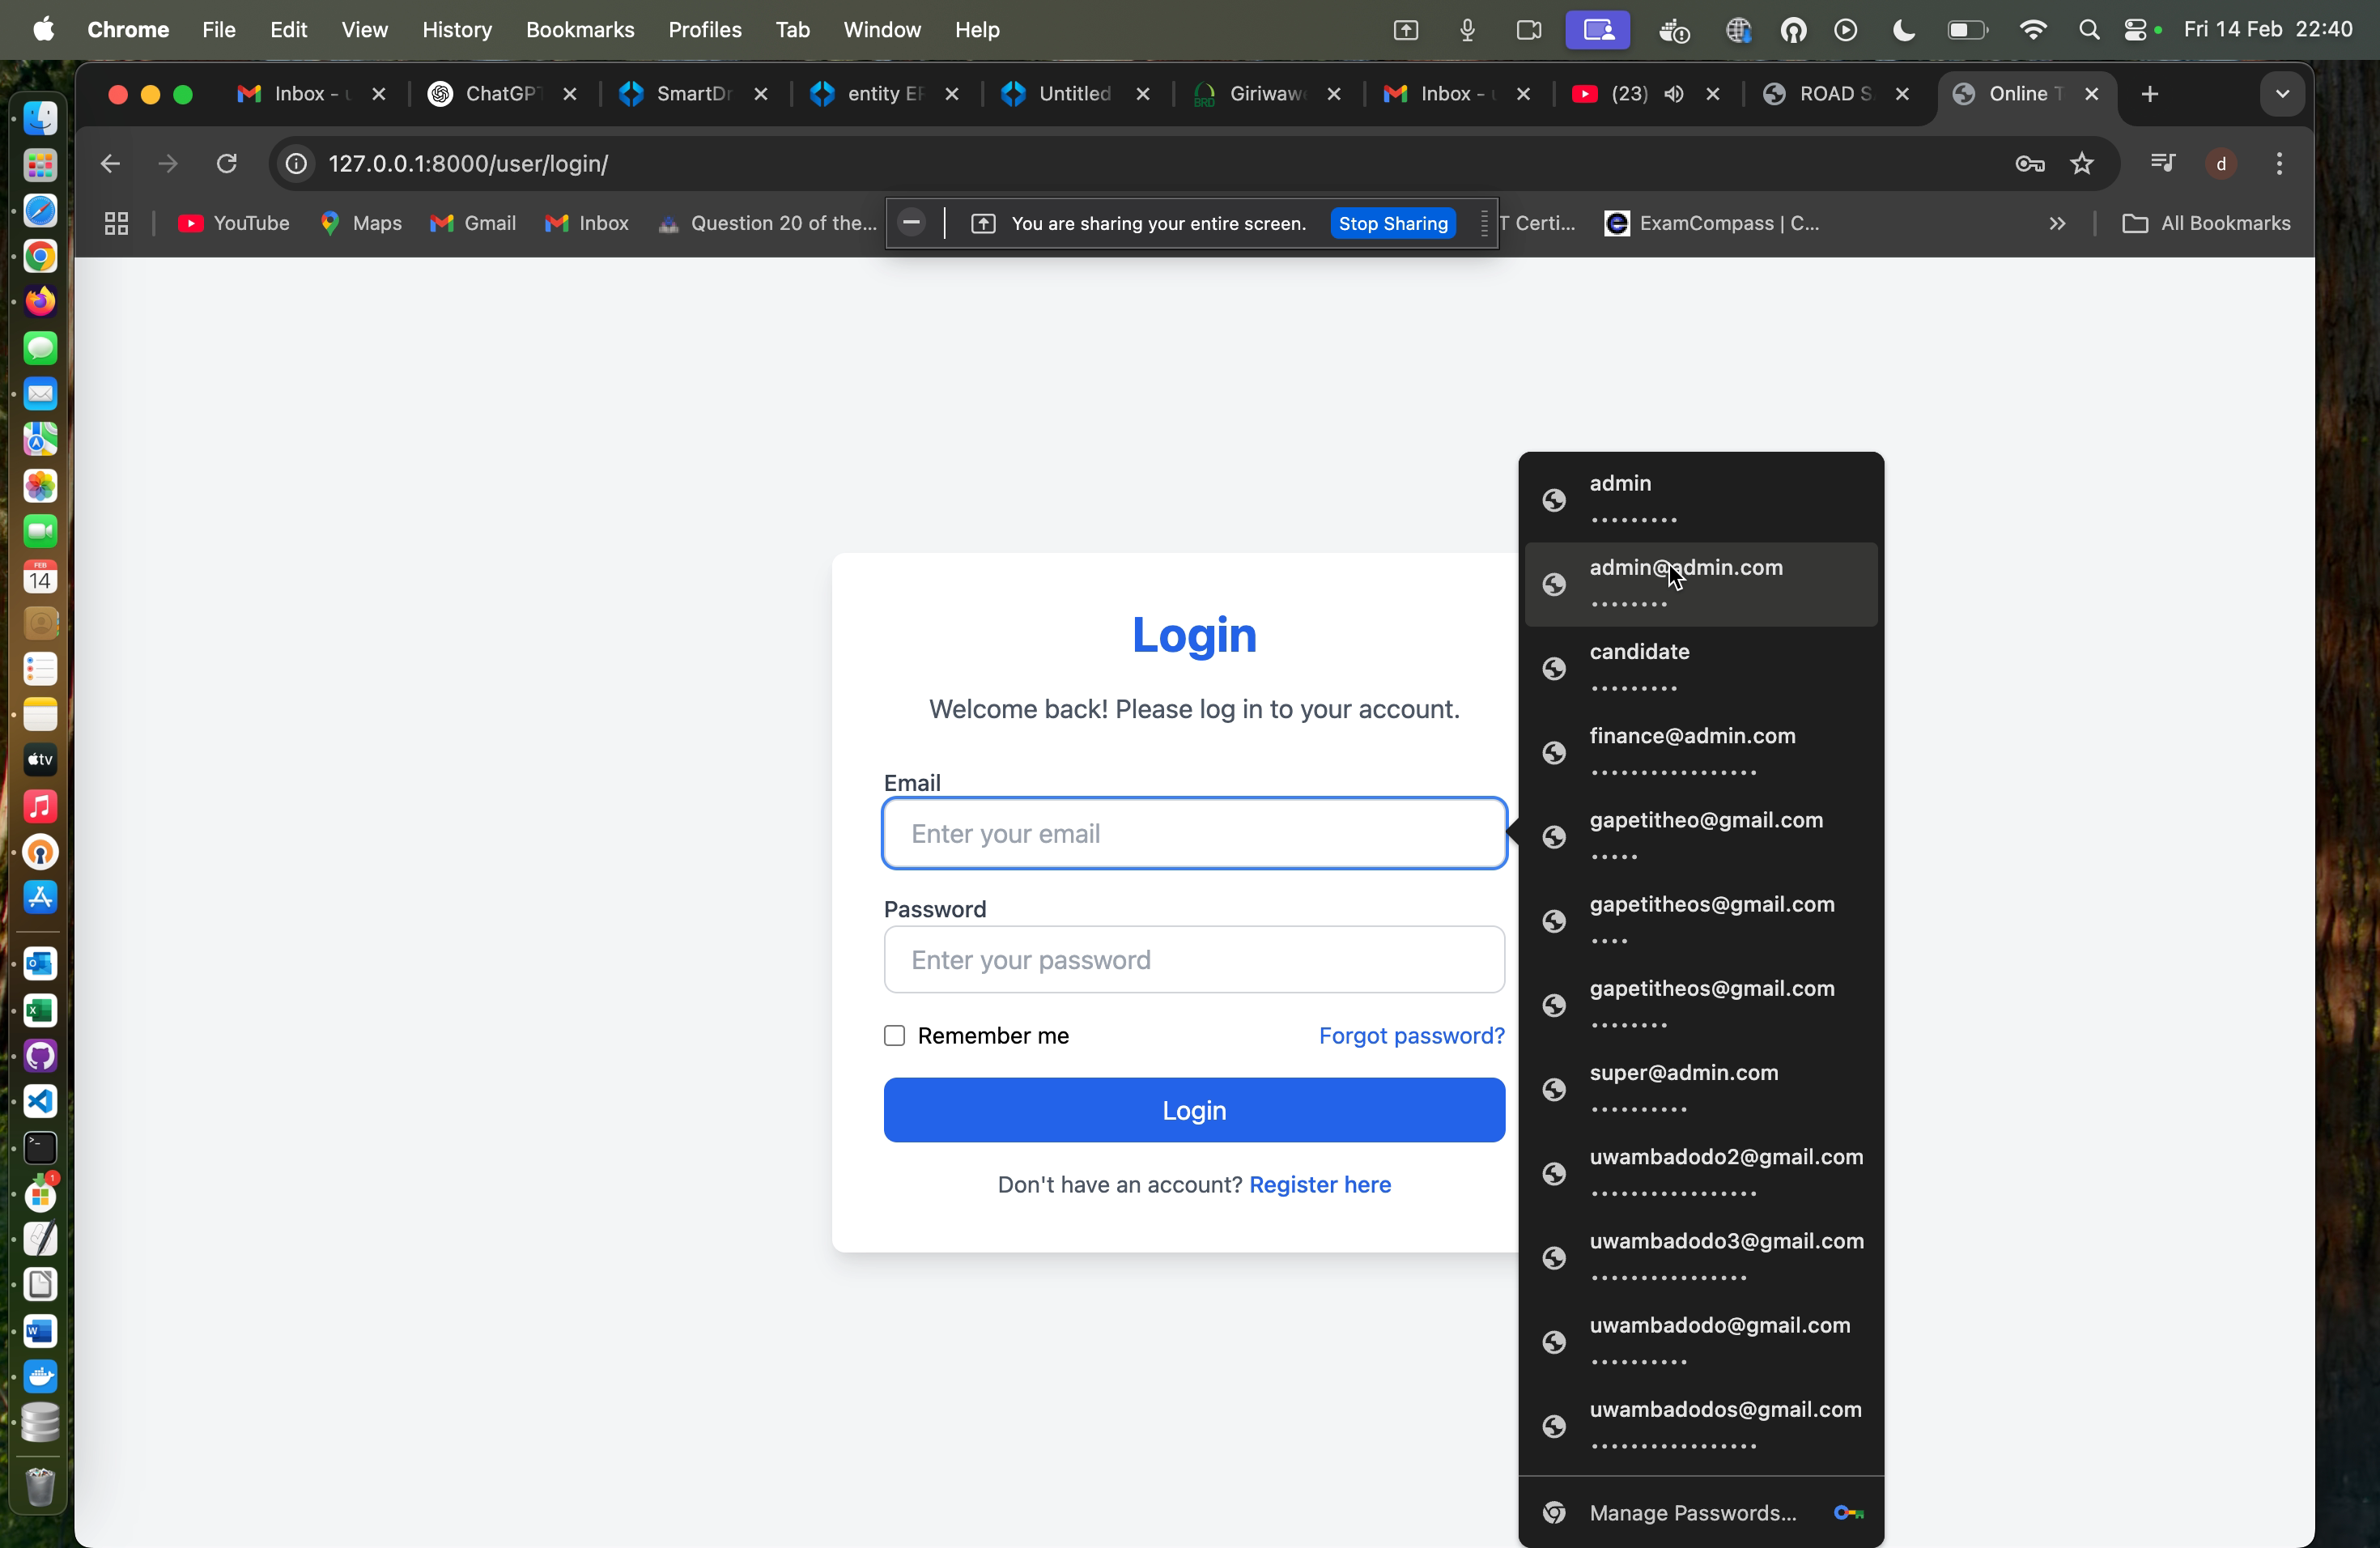 Chrome File Edit View History Bookmarks Profiles Tab Window Help Fri 14 Feb 22:40
Inbox - ChatGP SmartDr entity Untitled Giriwaw Inbox - (23) ROAD S Online T
127.0.0.1:8000/user/login/ d
YouTube Maps Gmail Inbox Question 20 of the... You are sharing your entire screen. Stop Sharing T Certi... ExamCompass | C... » All Bookmarks
FEB
14
tv
1
Login
Welcome back! Please log in to your account.
Email
Enter your email
Password
Enter your password
Remember me Forgot password?
Login
Don't have an account? Register here
admin
.........
admin@admin.com
........
candidate
.........
finance@admin.com
.................
gapetitheo@gmail.com
.....
gapetitheos@gmail.com
....
gapetitheos@gmail.com
........
super@admin.com
..........
uwambadodo2@gmail.com
.................
uwambadodo3@gmail.com
................
uwambadodo@gmail.com
..........
uwambadodos@gmail.com
.................
Manage Passwords...